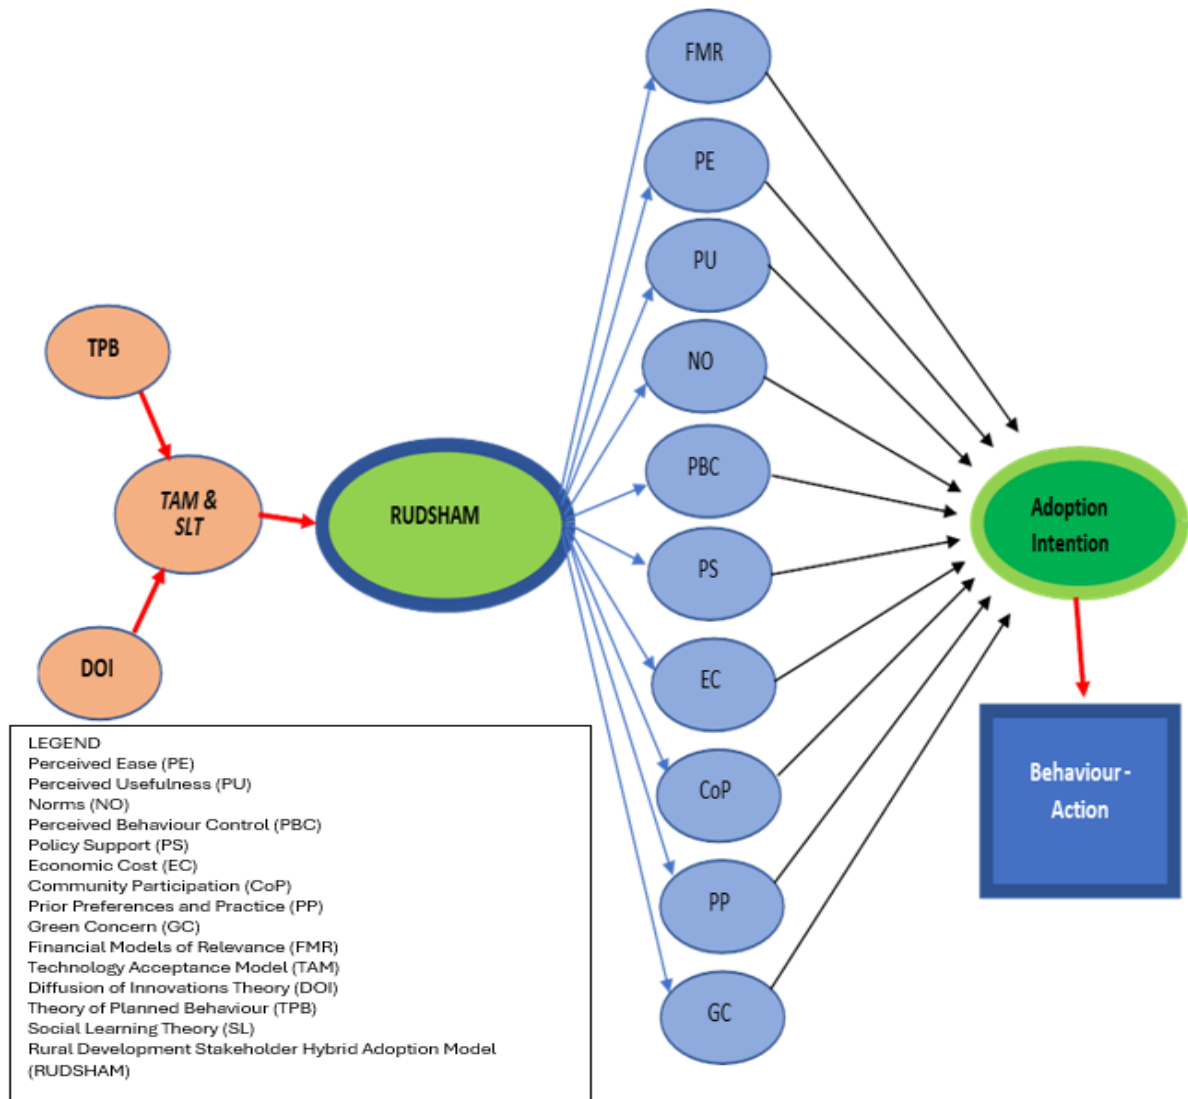 FMR
PE
PU
NO
PBC
PS
EC
CoP
PP
GC
TPB
TAM &
SLT
DOI
RUDSHAM
Adoption
Intention
Behaviour -
Action
LEGEND
Perceived Ease (PE)
Perceived Usefulness (PU)
Norms (NO)
Perceived Behaviour Control (PBC)
Policy Support (PS)
Economic Cost (EC)
Community Participation (CoP)
Prior Preferences and Practice (PP)
Green Concern (GC)
Financial Models of Relevance (FMR)
Technology Acceptance Model (TAM)
Diffusion of Innovations Theory (DOI)
Theory of Planned Behaviour (TPB)
Social Learning Theory (SL)
Rural Development Stakeholder Hybrid Adoption Model
(RUDSHAM)